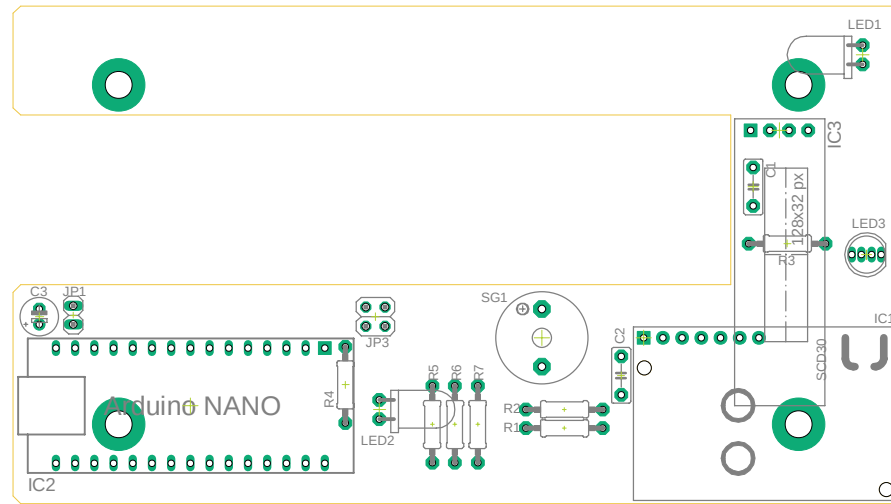 LED1
IC3
C1
128x32 px
LED3
R3
C3
JP1
SG1
IC1
JP3
C2
SCD30
R5
R6
R7
R4
Arduino NANO
R2
LED2
R1
IC2